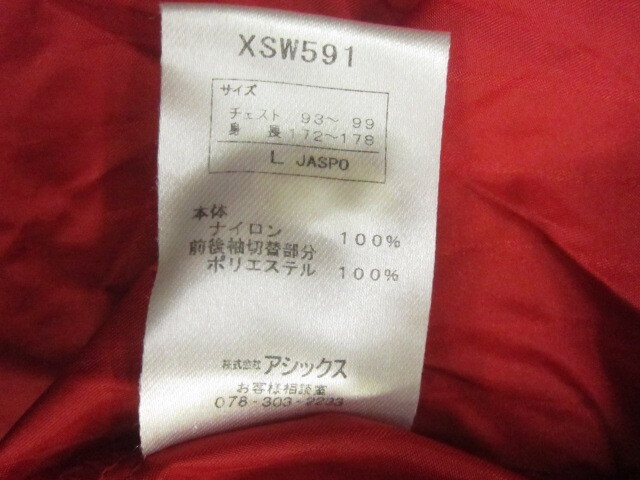 XSW591
サイズ
チェスト 93～ 99
身　長 172～178
L JASPO
本体
ナイロン 100%
前後袖切替部分
ポリエステル 100%
株式会社アシックス
お客様相談室
078-303-2233